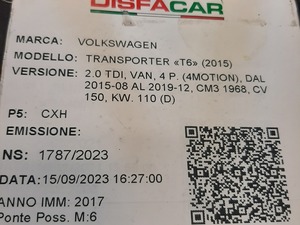 DISFACAR
MARCA: VOLKSWAGEN
MODELLO: TRANSPORTER «T6» (2015)
VERSIONE: 2.0 TDI, VAN, 4 P. (4MOTION), DAL
2015-08 AL 2019-12, CM3 1968, CV
150, KW. 110 (D)
P5: CXH
EMISSIONE:
NS: 1787/2023
DATA: 15/09/2023 16:27:00
ANNO IMM: 2017
Ponte Poss. M:6